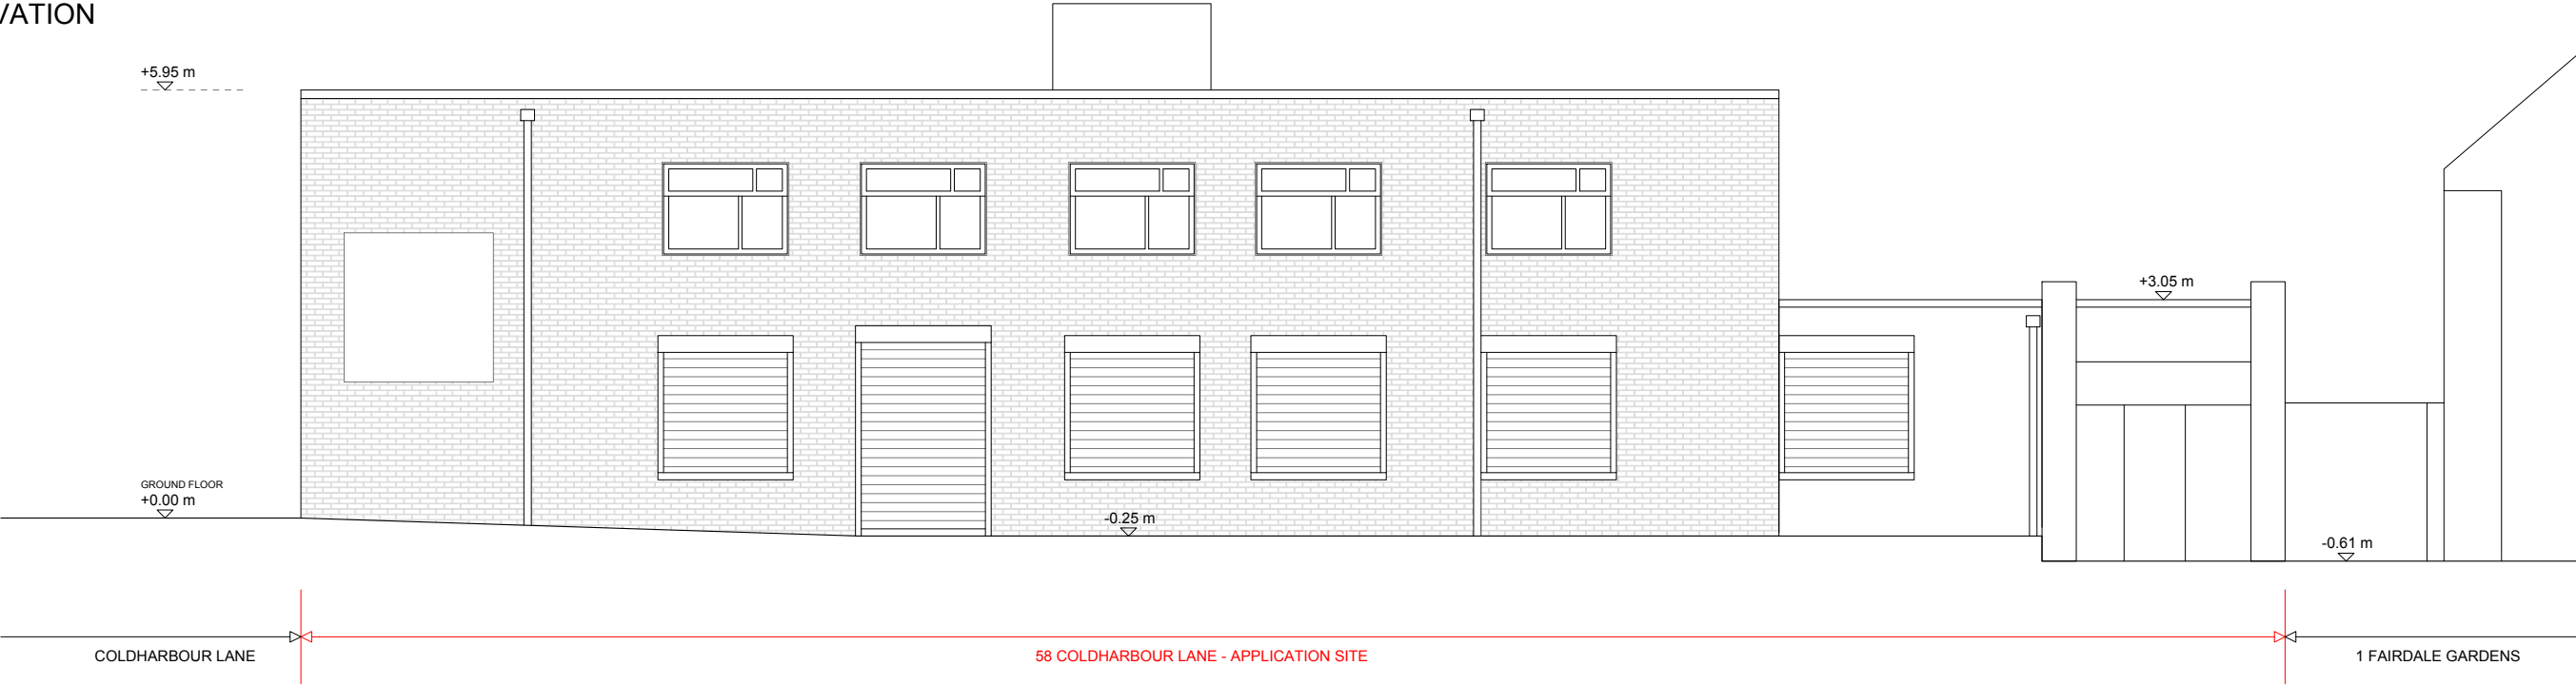 VATION
+5.95 m
+3.05 m
GROUND FLOOR
+0.00 m
-0.25 m
-0.61 m
COLDHARBOUR LANE
58 COLDHARBOUR LANE - APPLICATION SITE
1 FAIRDALE GARDENS